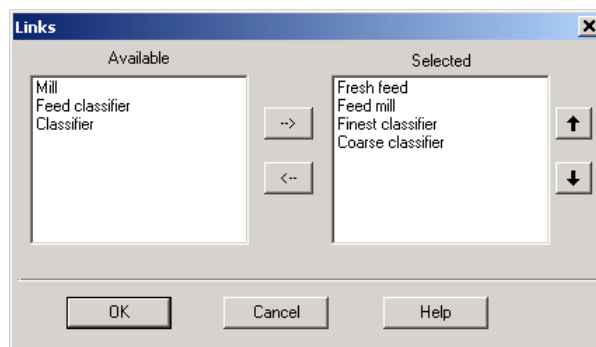 Links
Available
Selected
Mill
Feed classifier
Classifier
-->
<--
Fresh feed
Feed mill
Finest classifier
Coarse classifier
OK
Cancel
Help